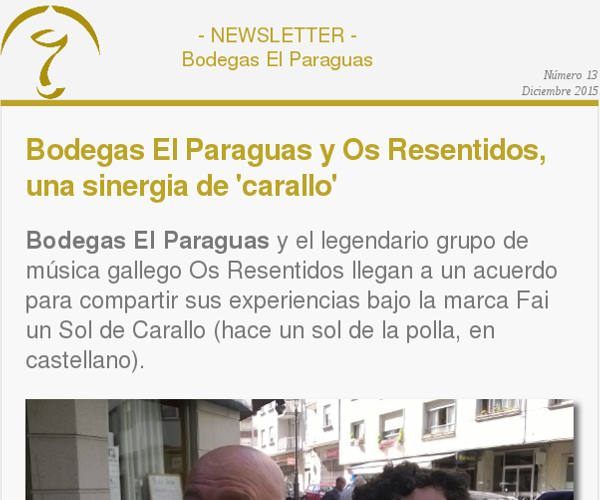 - NEWSLETTER -
Bodegas El Paraguas
Número 13
Diciembre 2015
Bodegas El Paraguas y Os Resentidos,
una sinergia de 'carallo'
Bodegas El Paraguas y el legendario grupo de
música gallego Os Resentidos llegan a un acuerdo
para compartir sus experiencias bajo la marca Fai
un Sol de Carallo (hace un sol de la polla, en
castellano).